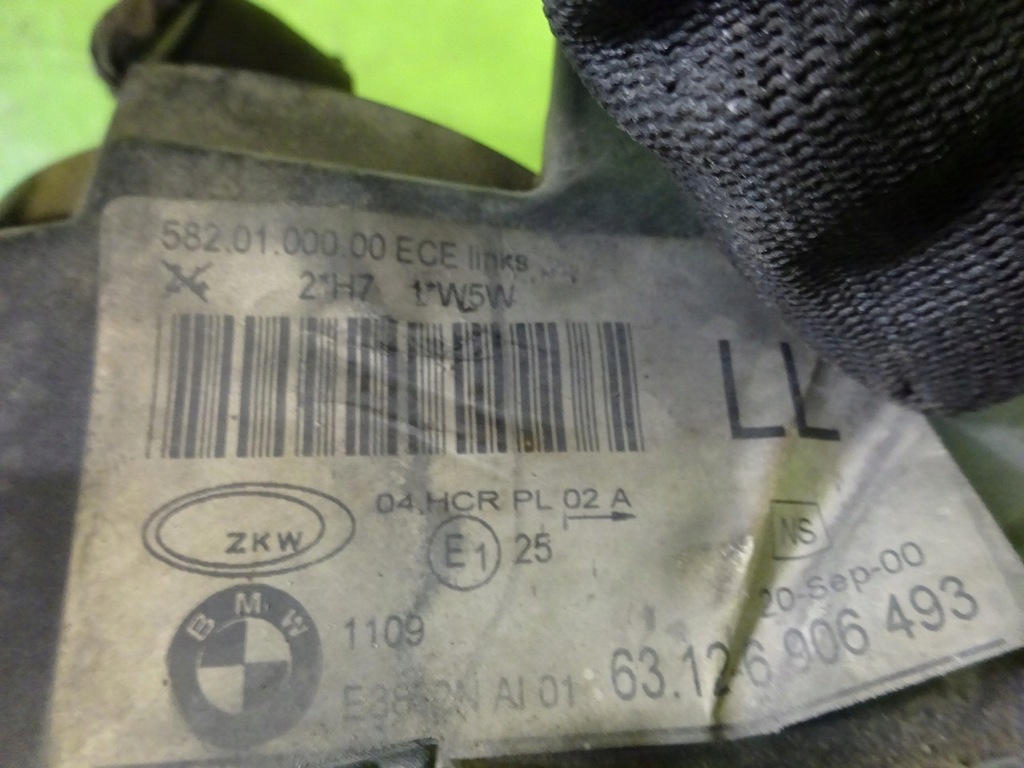 582.01.000.00 ECE links
2*H7 1*W5W
LL
04 HCR PL 02 A
ZKW
E1 25
NS
20-Sep-00
BMW
1109
AI 01 63.12-6 906 493